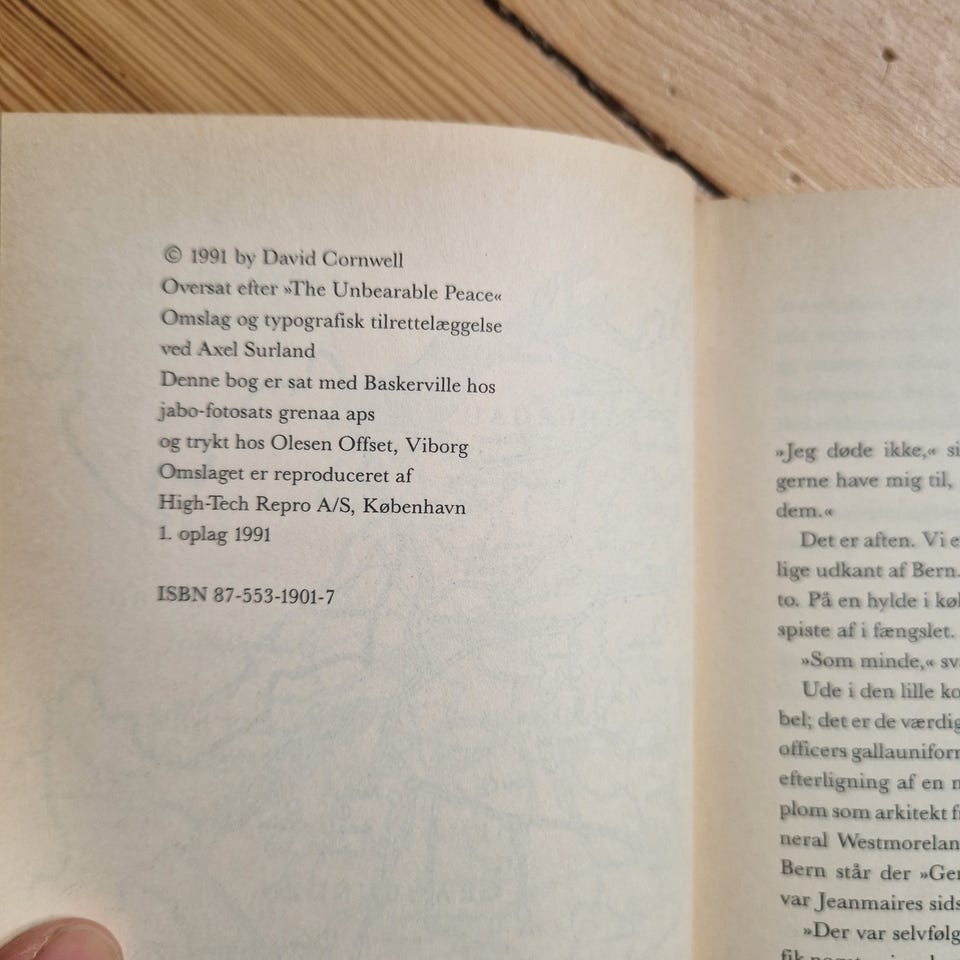 © 1991 by David Cornwell
Oversat efter »The Unbearable Peace«
Omslag og typografisk tilrettelæggelse
ved Axel Surland
Denne bog er sat med Baskerville hos
jabo-fotosats grenaa aps
og trykt hos Olesen Offset, Viborg
Omslaget er reproduceret af
High-Tech Repro A/S, København
1. oplag 1991
ISBN 87-553-1901-7
»Jeg døde ikke,«
gerne have mig til,
dem.«
Det er aften. Vi
lige udkant af Bern.
to. På en hylde i
spiste af i fængslet.
»Som minde,«
Ude i den lille
bel; det er de
officers
efterligning af en
plom som arkitekt
neral
Bern står der
var Jeanmaires
»Der var